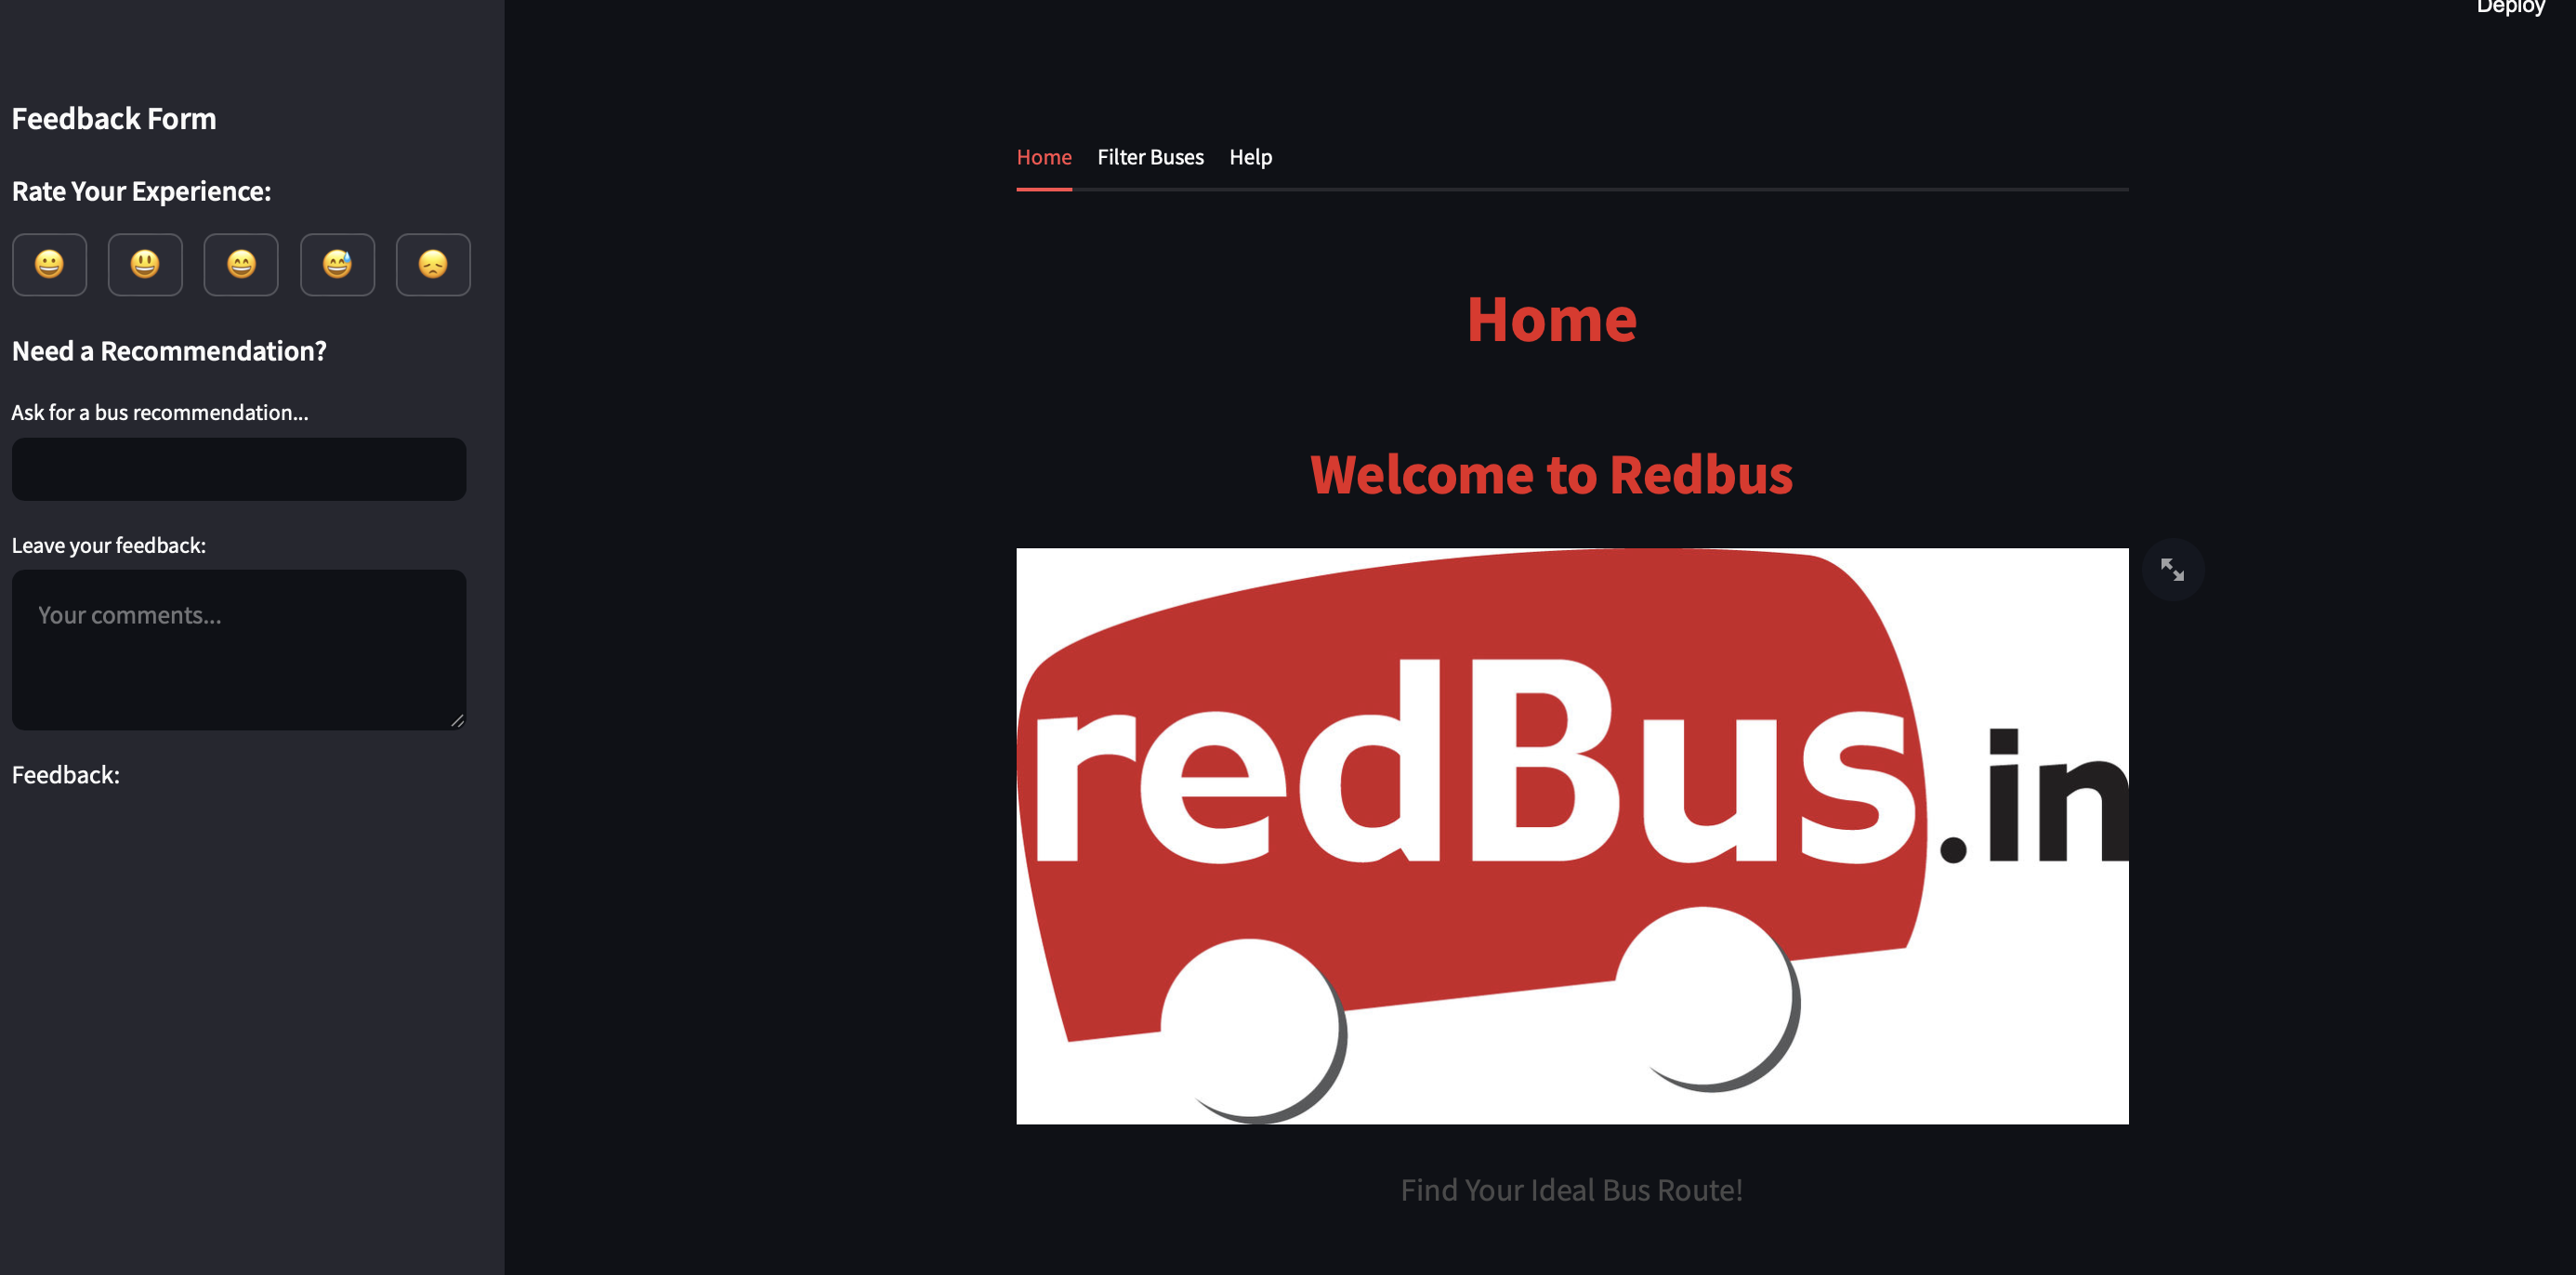 Deploy
Feedback Form
Rate Your Experience:
Need a Recommendation?
Ask for a bus recommendation...
Leave your feedback:
Your comments...
Feedback:
Home Filter Buses Help
Home
Welcome to Redbus
redBus.in
Find Your Ideal Bus Route!